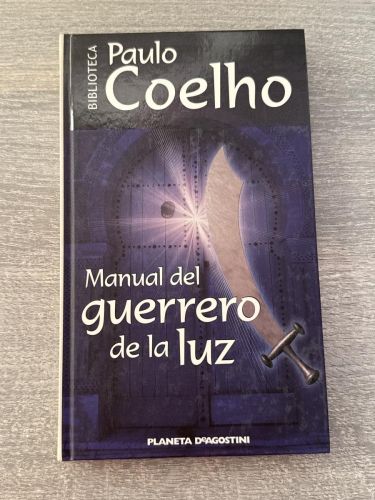 BIBLIOTECA
Paulo
Coelho
Manual del
guerrero
de la luz
PLANETA DEAGOSTINI